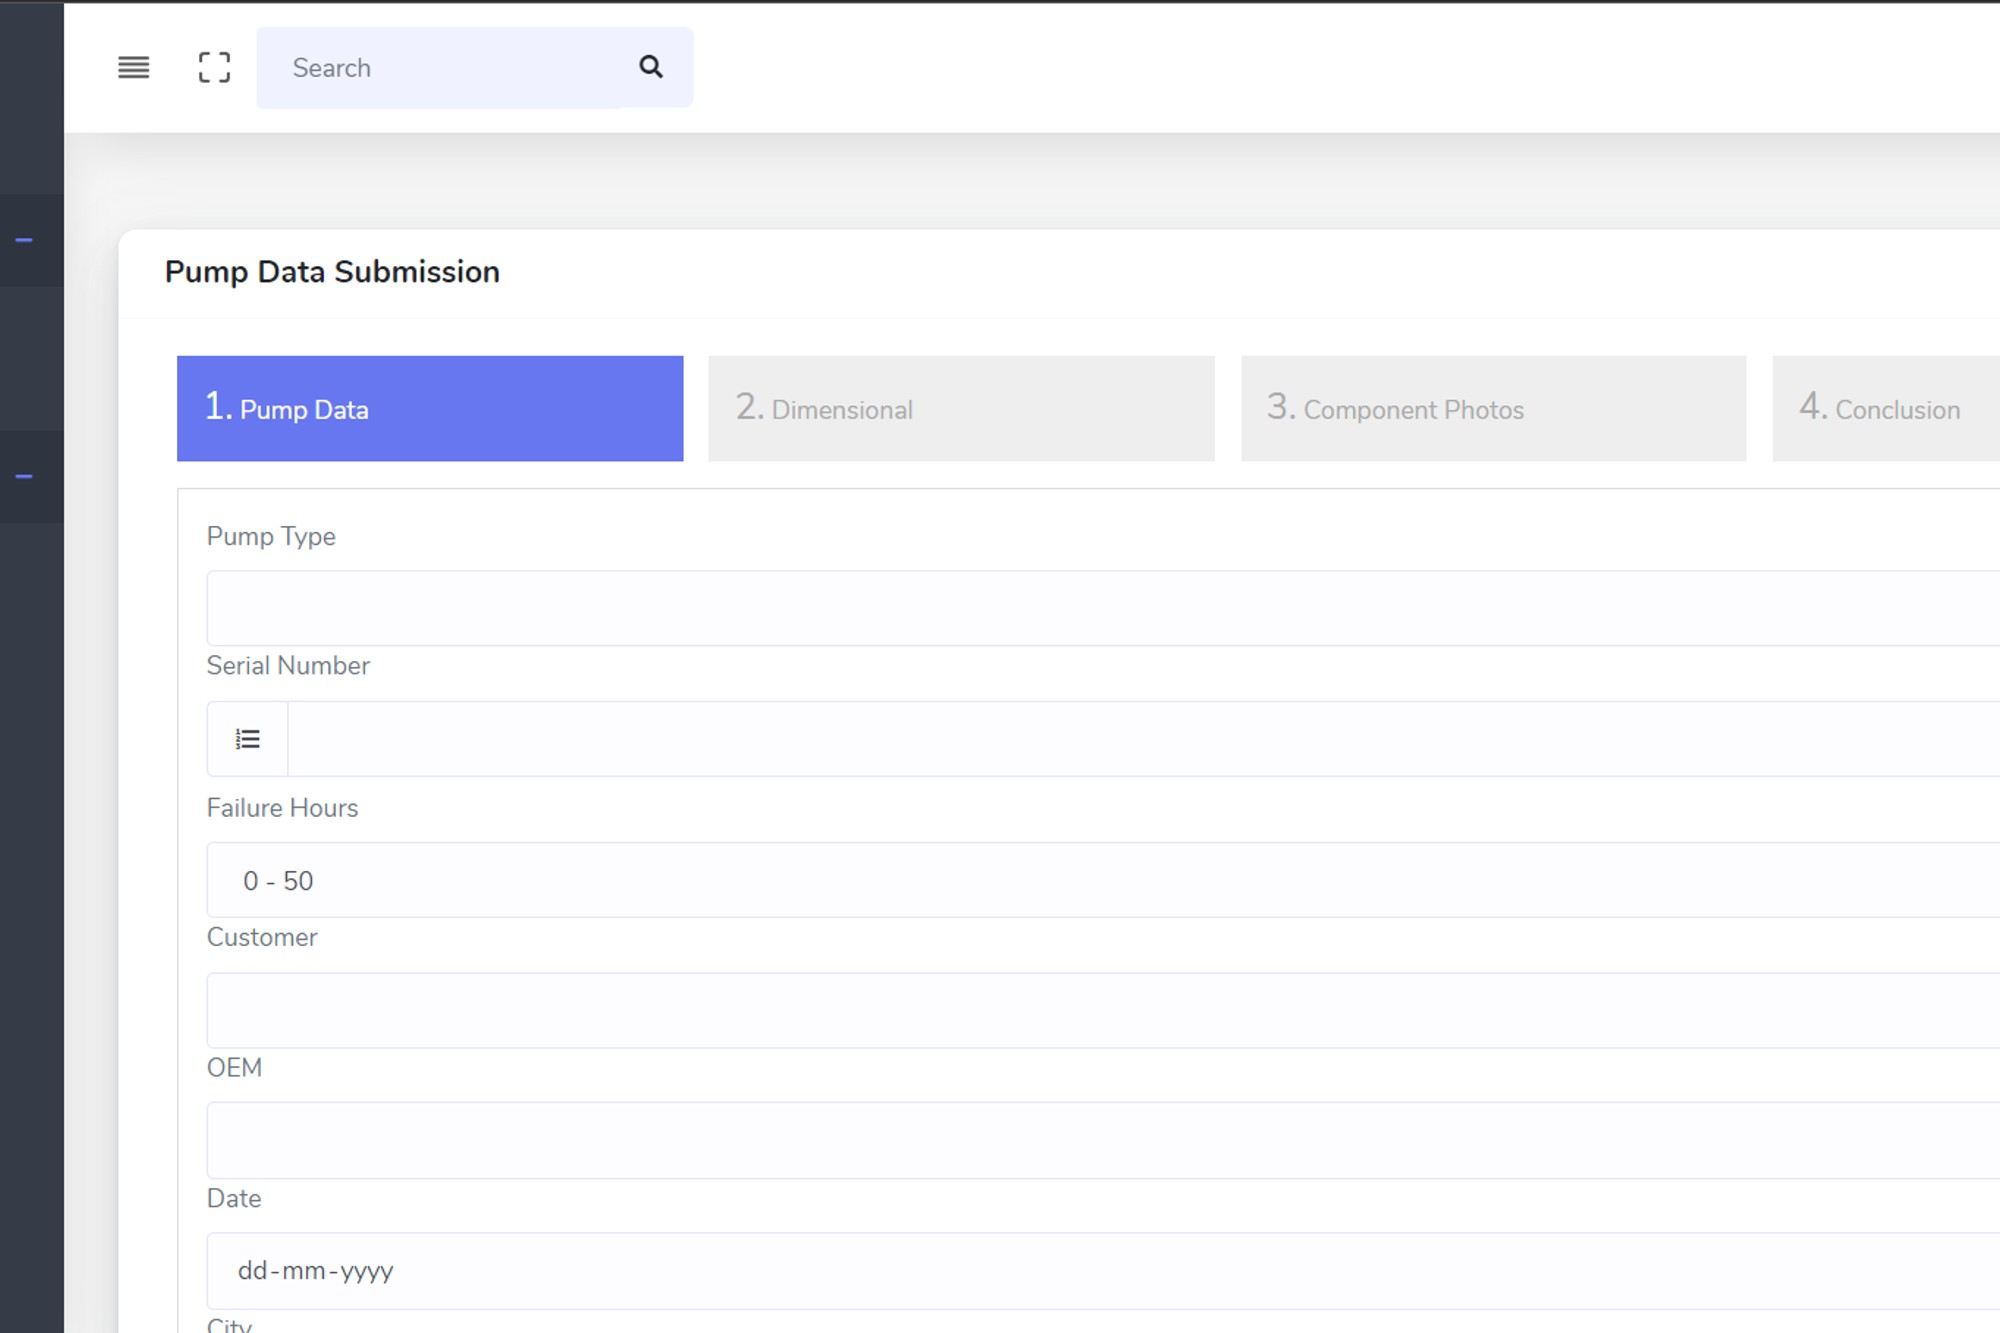 Search
Pump Data Submission
1. Pump Data
2. Dimensional
3. Component Photos
4. Conclusion
Pump Type
Serial Number
Failure Hours
0 - 50
Customer
OEM
Date
dd-mm-yyyy
City